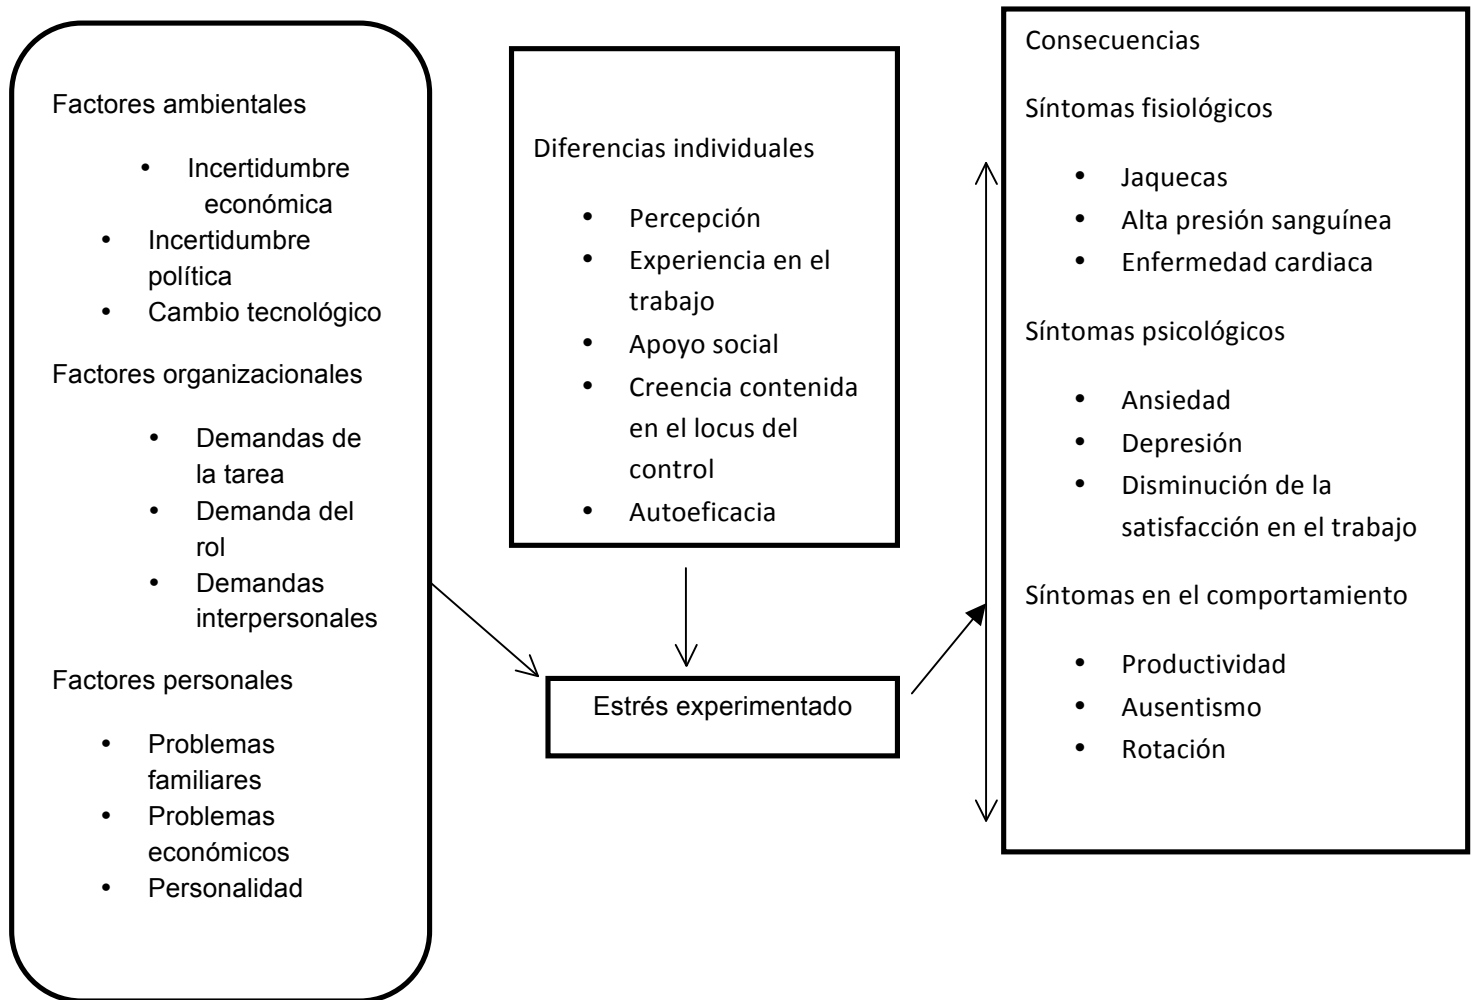 Factores ambientales
• Incertidumbre
económica
• Incertidumbre
política
• Cambio tecnológico
Factores organizacionales
• Demandas de
la tarea
• Demanda del
rol
• Demandas
interpersonales
Factores personales
• Problemas
familiares
• Problemas
económicos
• Personalidad
Diferencias individuales
• Percepción
• Experiencia en el
trabajo
• Apoyo social
• Creencia contenida
en el locus del
control
• Autoeficacia
Estrés experimentado
Consecuencias
Síntomas fisiológicos
• Jaquecas
• Alta presión sanguínea
• Enfermedad cardiaca
Síntomas psicológicos
• Ansiedad
• Depresión
• Disminución de la
satisfacción en el trabajo
Síntomas en el comportamiento
• Productividad
• Ausentismo
• Rotación